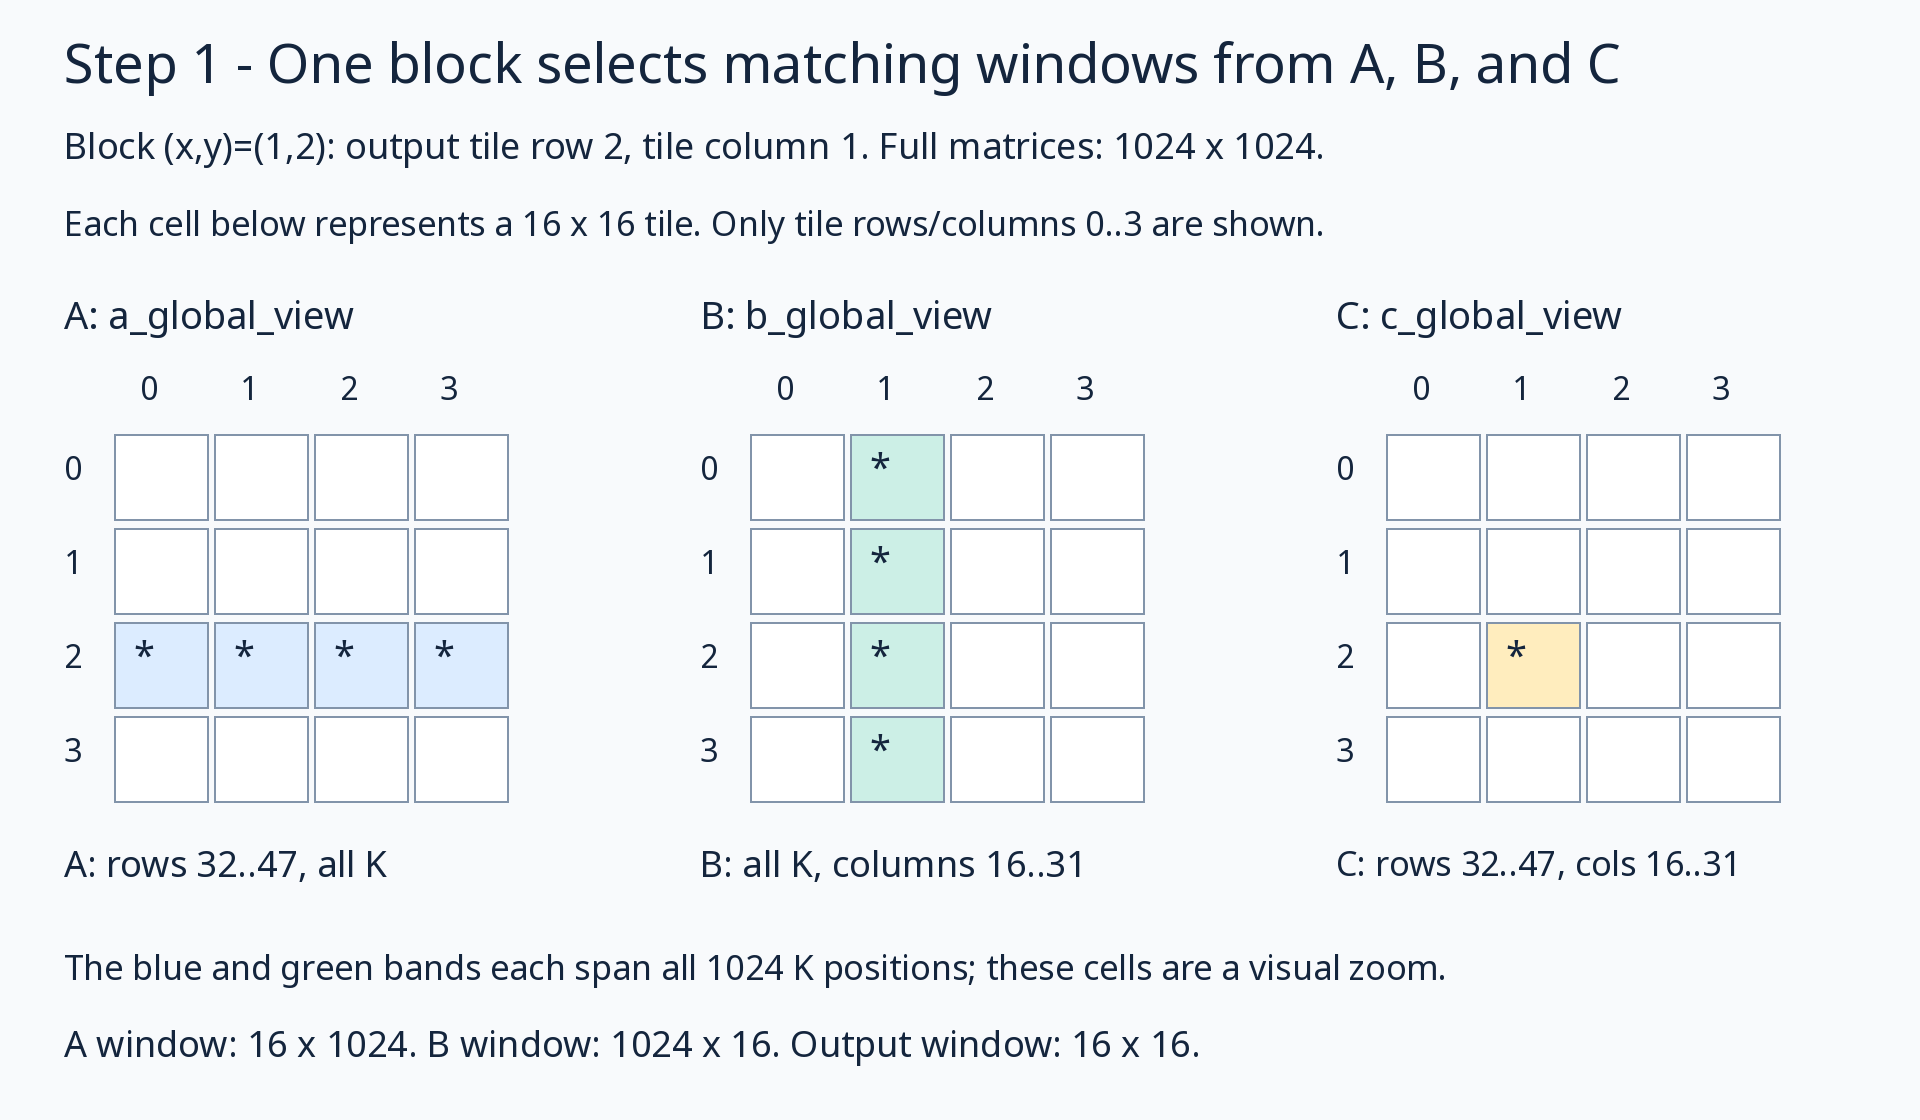 Step 1 - One block selects matching windows from A, B, and C
Block (x,y)=(1,2): output tile row 2, tile column 1. Full matrices: 1024 x 1024.
Each cell below represents a 16 x 16 tile. Only tile rows/columns 0..3 are shown.
A: a_global_view
0 1 2 3
0
1
2 * * * *
3
A: rows 32..47, all K
B: b_global_view
0 1 2 3
0 *
1 *
2 *
3 *
B: all K, columns 16..31
C: c_global_view
0 1 2 3
0
1
2 *
3
C: rows 32..47, cols 16..31
The blue and green bands each span all 1024 K positions; these cells are a visual zoom.
A window: 16 x 1024. B window: 1024 x 16. Output window: 16 x 16.